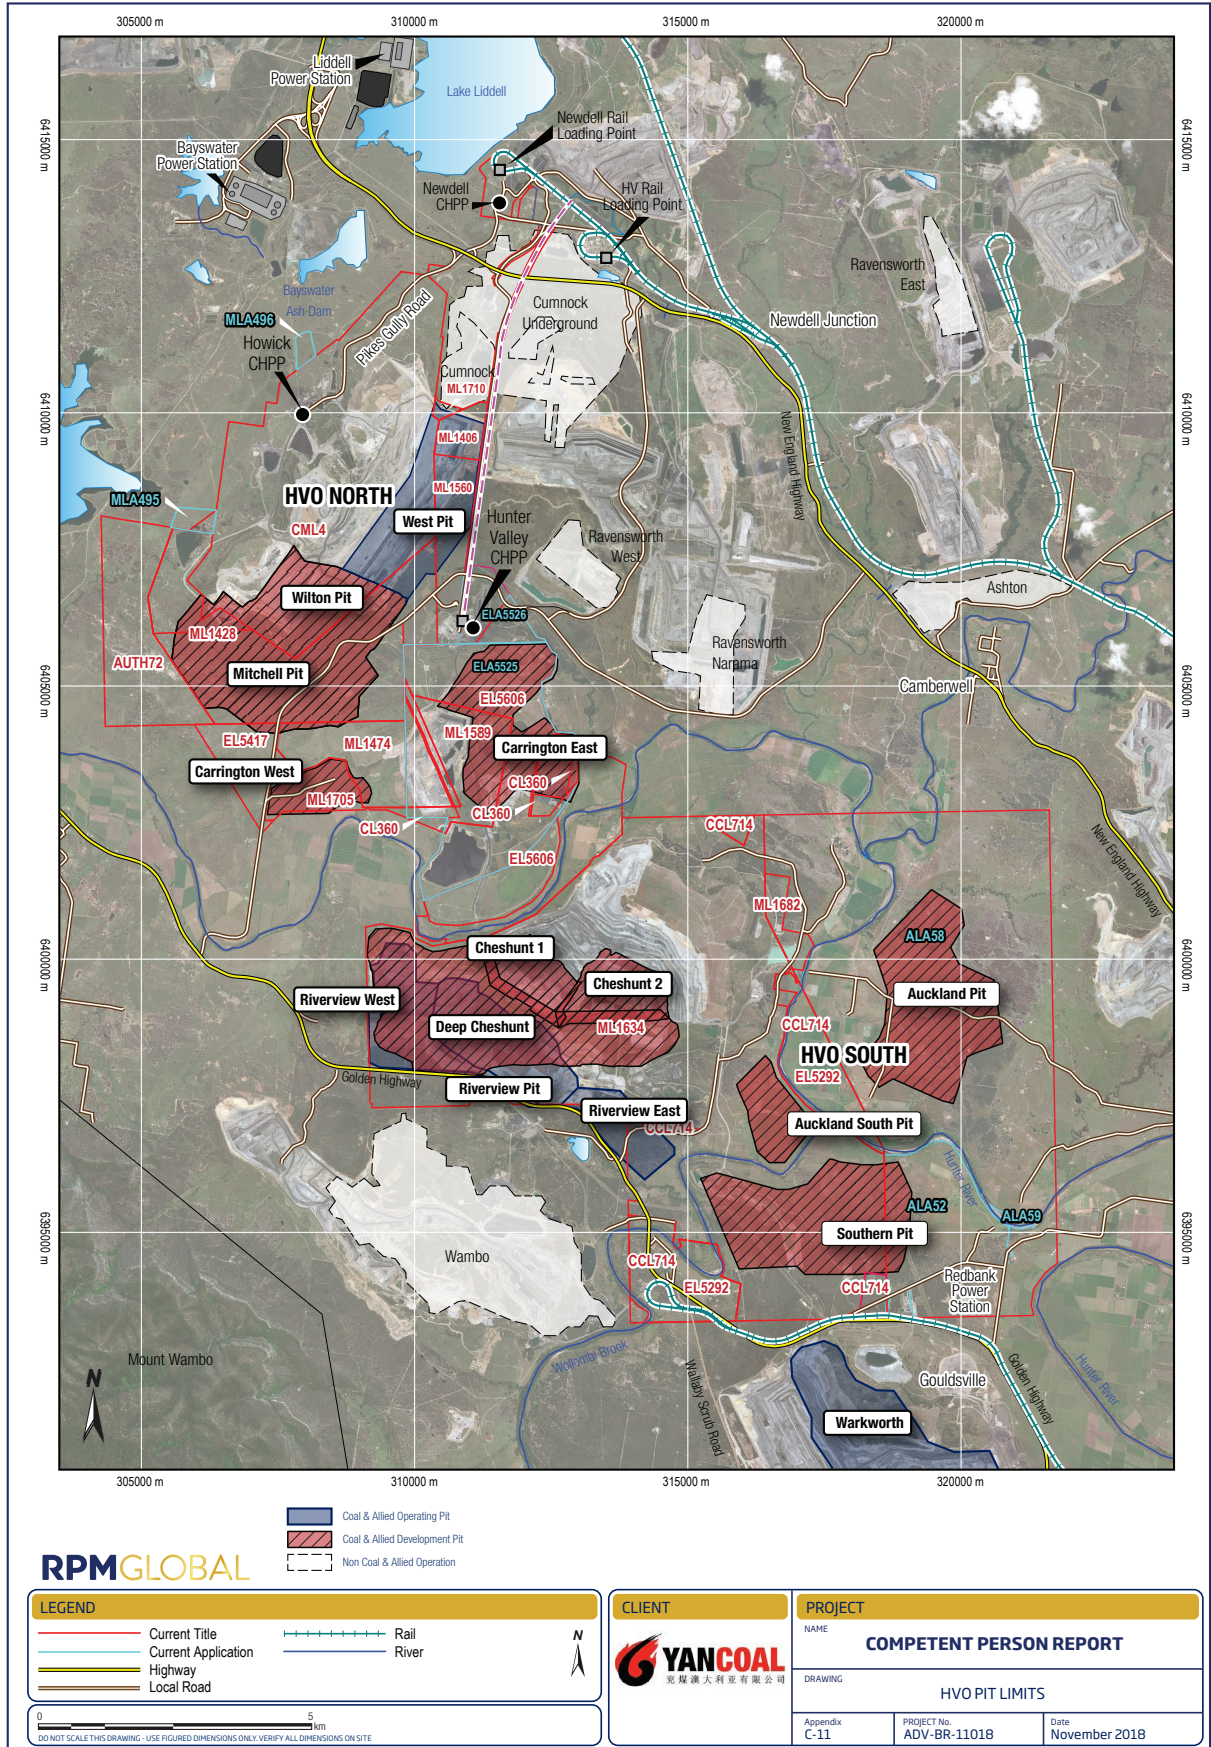 305000 m
310000 m
315000 m
320000 m
Liddell
Power Station
Lake Liddell
Newdell Rail
Loading Point
6415000 m
6415000 m
Bayswater
Power Station
Newdell
CHPP
HV Rail
Loading Point
Ravensworth
East
Bayswater
Ash Dam
Cumnock
Underground
MLA496
Pikes Gully Road
Newdell Junction
Howick
CHPP
Cumnock
ML1710
6410000 m
6410000 m
New England Highway
ML1406
ML1560
HVO NORTH
MLA495
CML4
West Pit
Hunter
Valley
CHPP
Ravensworth
West
Ashton
Wilton Pit
ELA5526
ML1428
Ravensworth
Narama
AUTH72
Mitchell Pit
ELA5525
6405000 m
6405000 m
EL5606
Camberwell
EL5417
ML1474
ML1589
Carrington East
Carrington West
CL360
ML1705
CL360
CL360
CCL714
EL5606
New England Highway
ML1682
Cheshunt 1
ALA58
6400000 m
6400000 m
Cheshunt 2
Riverview West
Auckland Pit
Deep Cheshunt
ML1634
CCL714
HVO SOUTH
EL5292
Golden Highway
Riverview Pit
Riverview East
Auckland South Pit
CCL714
Hunter River
ALA52
ALA59
6395000 m
6395000 m
Southern Pit
Wambo
CCL714
EL5292
CCL714
Redbank
Power
Station
Mount Wambo
Wollombi Brook
Wallaby Scrub Road
Gouldsville
Golden Highway
Hunter River
N
Warkworth
305000 m
310000 m
315000 m
320000 m
Coal & Allied Operating Pit
Coal & Allied Development Pit
Non Coal & Allied Operation
RPMGLOBAL
LEGEND
Current Title
Rail
Current Application
River
Highway
Local Road
N
0
5
km
DO NOT SCALE THIS DRAWING - USE FIGURED DIMENSIONS ONLY. VERIFY ALL DIMENSIONS ON SITE
CLIENT
YANCOAL
兖煤澳大利亚有限公司
PROJECT
NAME
COMPETENT PERSON REPORT
DRAWING
HVO PIT LIMITS
Appendix
C-11
PROJECT No.
ADV-BR-11018
Date
November 2018